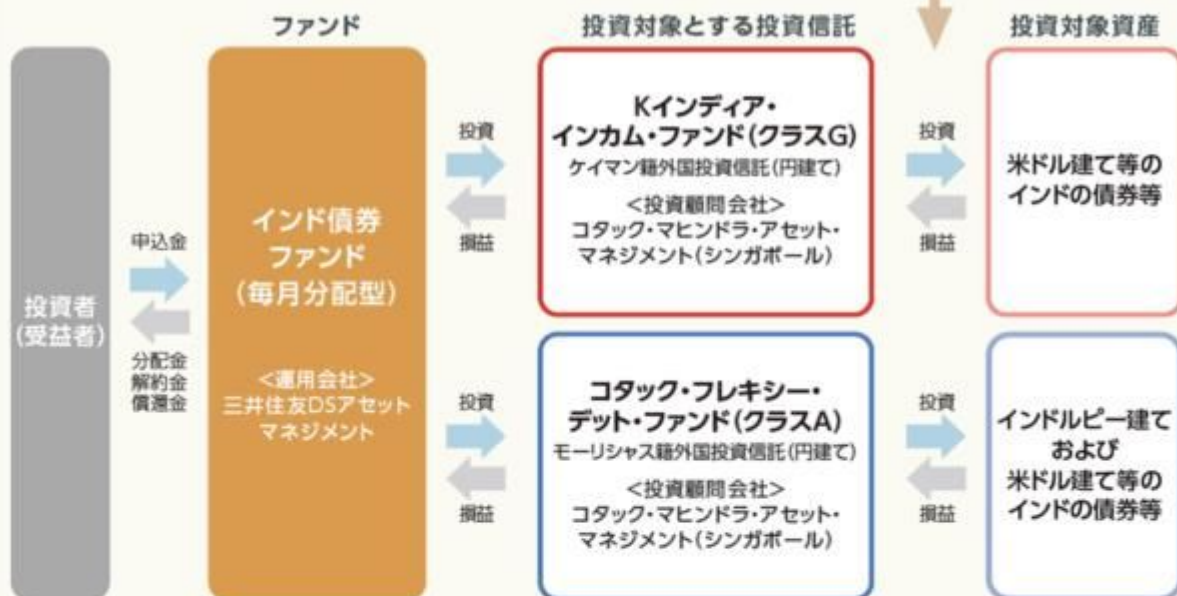 ファンド
投資対象とする投資信託
投資対象資産
投資者
(受益者)
申込金
分配金
解約金
償還金
インド債券
ファンド
(毎月分配型)
<運用会社>
三井住友DSアセット
マネジメント
投資
損益
Kインディア・
インカム・ファンド(クラスG)
ケイマン籍外国投資信託(円建て)
<投資顧問会社>
コタック・マヒンドラ・アセット・
マネジメント(シンガポール)
投資
損益
米ドル建て等の
インドの債券等
投資
損益
コタック・フレキシー・
デット・ファンド(クラスA)
モーリシャス籍外国投資信託(円建て)
<投資顧問会社>
コタック・マヒンドラ・アセット・
マネジメント(シンガポール)
投資
損益
インドルピー建て
および
米ドル建て等の
インドの債券等